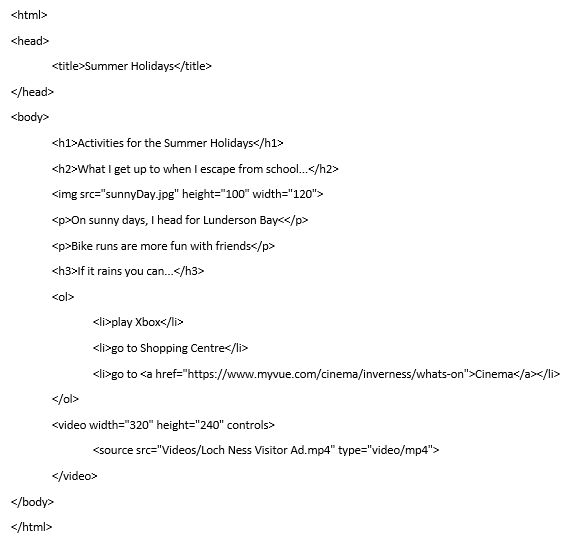 <html>
<head>
<title>Summer Holidays</title>
</head>
<body>
<h1>Activities for the Summer Holidays</h1>
<h2>What I get up to when I escape from school...</h2>
<img src="sunnyDay.jpg" height="100" width="120">
<p>On sunny days, I head for Lunderson Bay<</p>
<p>Bike runs are more fun with friends</p>
<h3>If it rains you can...</h3>
<ol>
<li>play Xbox</li>
<li>go to Shopping Centre</li>
<li>go to <a href="https://www.myvue.com/cinema/inverness/whats-on">Cinema</a></li>
</ol>
<video width="320" height="240" controls>
<source src="Videos/Loch Ness Visitor Ad.mp4" type="video/mp4">
</video>
</body>
</html>